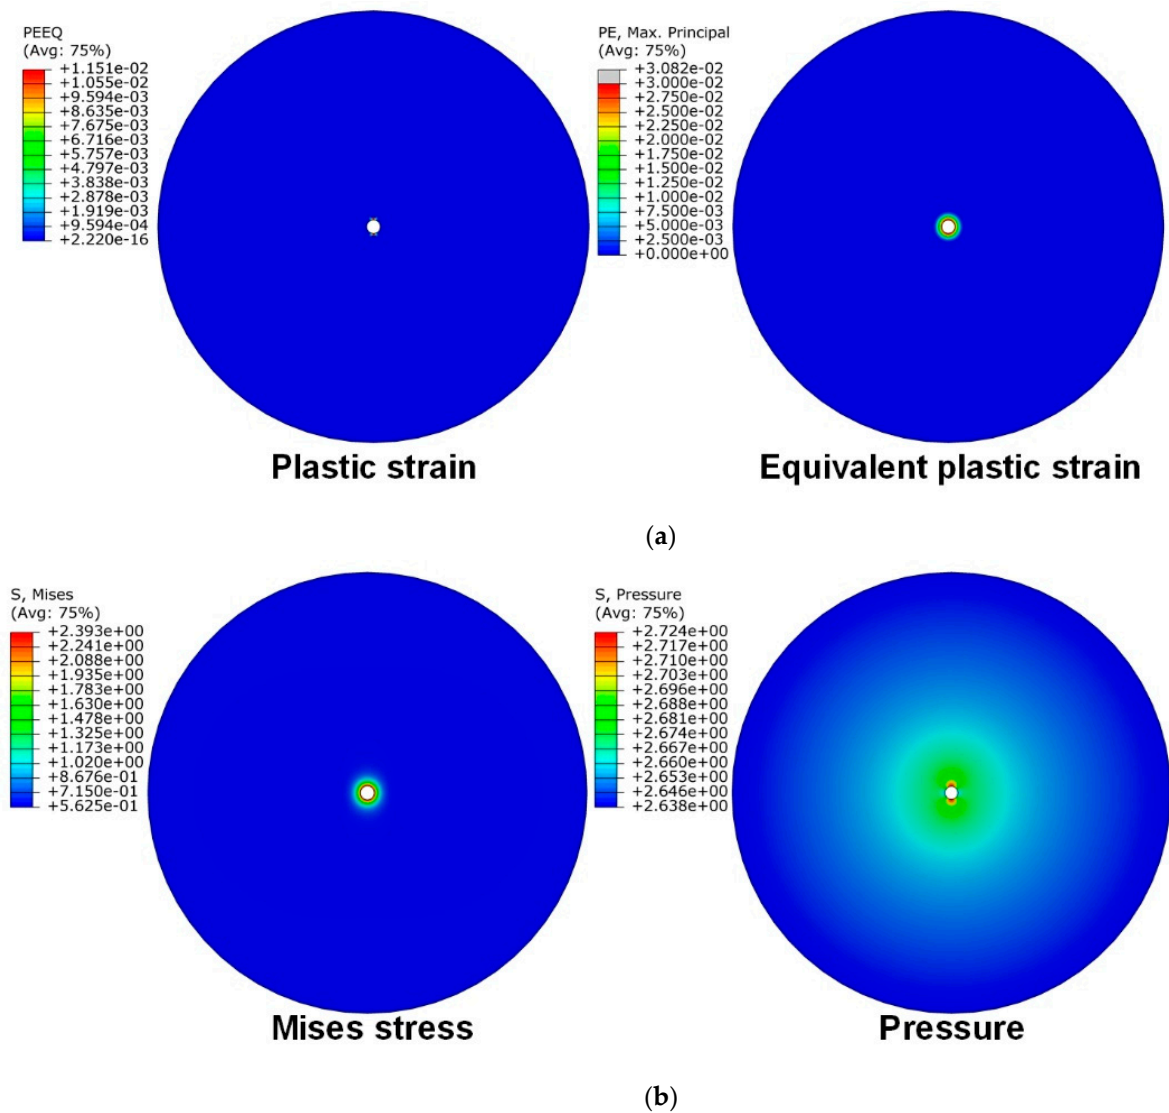 PEEQ
(Avg: 75%)
+1.151e-02
+1.055e-02
+9.594e-03
+8.635e-03
+7.675e-03
+6.716e-03
+5.757e-03
+4.797e-03
+3.838e-03
+2.878e-03
+1.919e-03
+9.594e-04
+2.220e-16
Plastic strain
PE, Max. Principal
(Avg: 75%)
+3.082e-02
+3.000e-02
+2.750e-02
+2.500e-02
+2.250e-02
+2.000e-02
+1.750e-02
+1.500e-02
+1.250e-02
+1.000e-02
+7.500e-03
+5.000e-03
+2.500e-03
+0.000e+00
Equivalent plastic strain
(a)
S, Mises
(Avg: 75%)
+2.393e+00
+2.241e+00
+2.088e+00
+1.935e+00
+1.783e+00
+1.630e+00
+1.478e+00
+1.325e+00
+1.173e+00
+1.020e+00
+8.676e-01
+7.150e-01
+5.625e-01
Mises stress
S, Pressure
(Avg: 75%)
+2.724e+00
+2.717e+00
+2.710e+00
+2.703e+00
+2.696e+00
+2.688e+00
+2.681e+00
+2.674e+00
+2.667e+00
+2.660e+00
+2.653e+00
+2.646e+00
+2.638e+00
Pressure
(b)